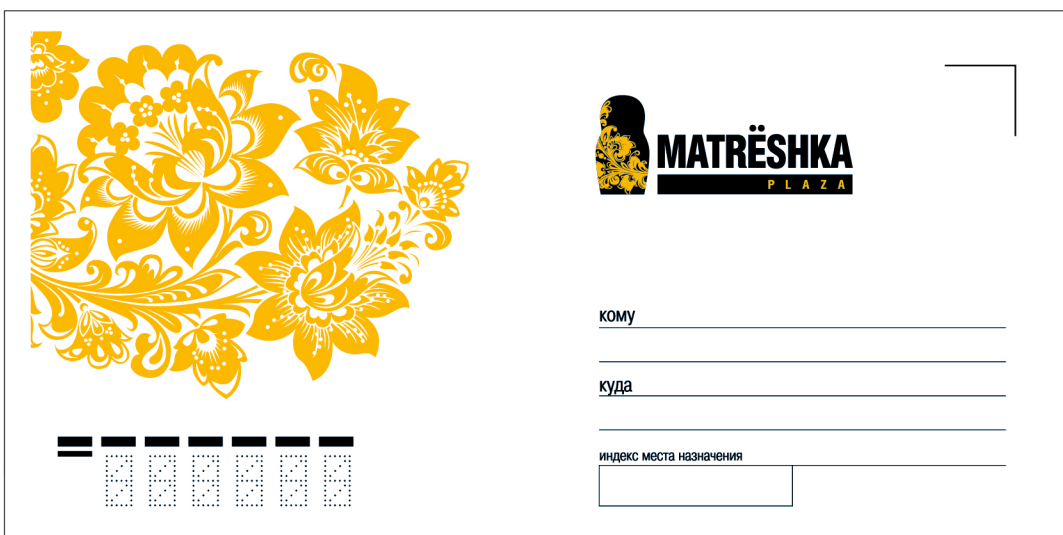 MATRЁSHKA
PLAZA
кому
куда
индекс места назначения